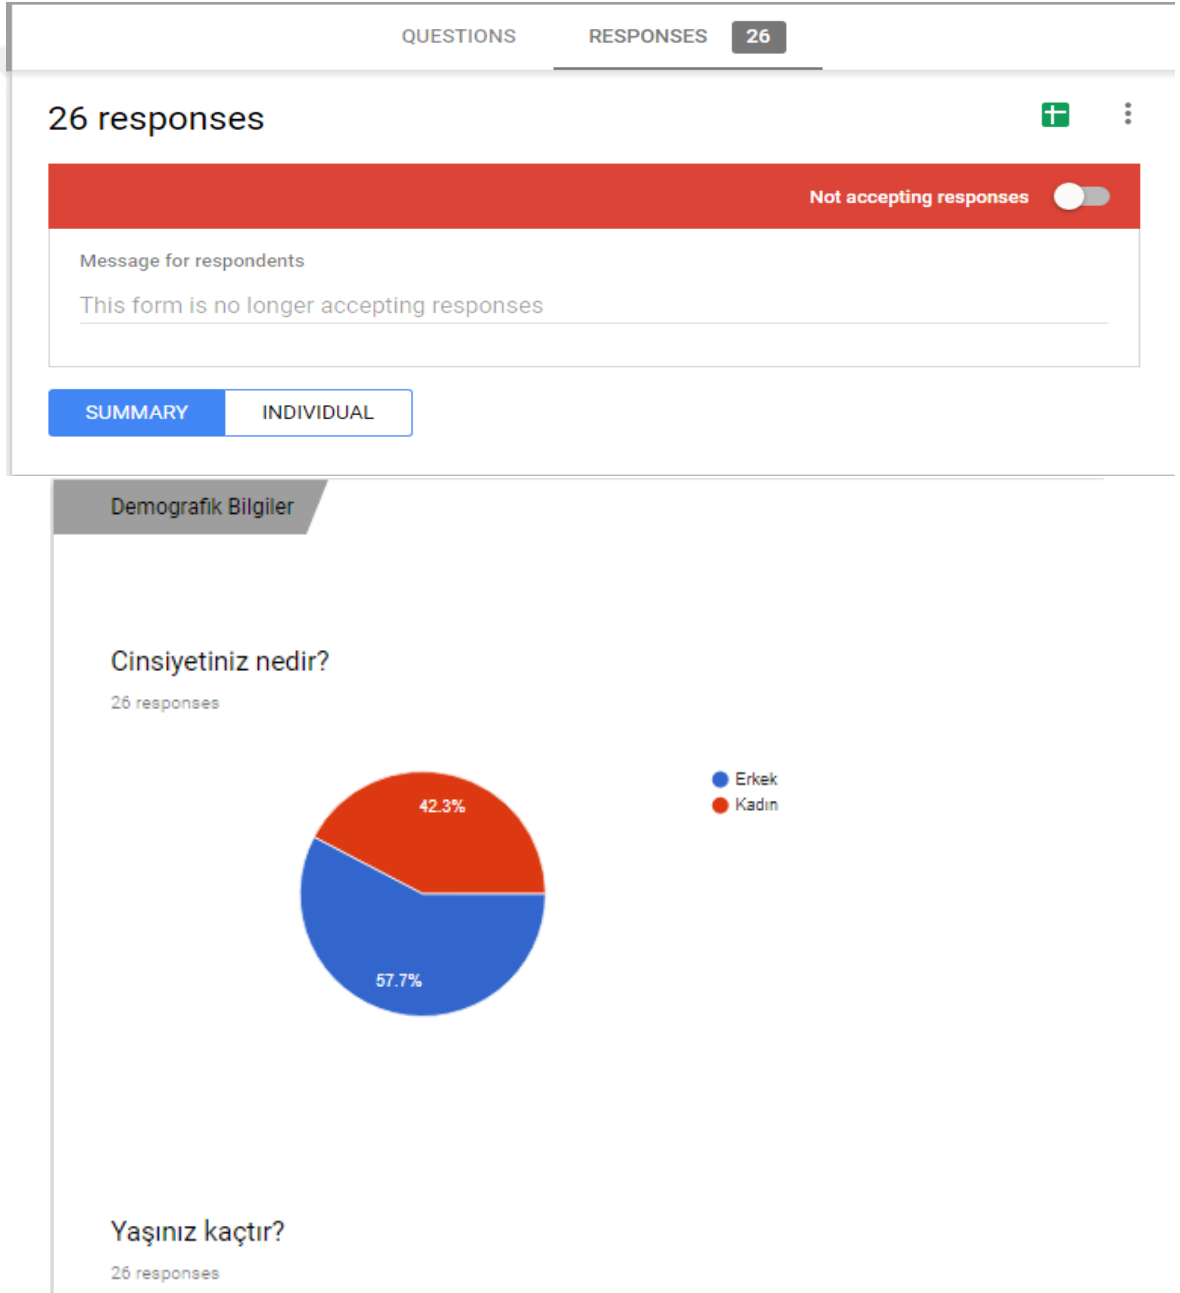 QUESTIONS RESPONSES 26
26 responses
Not accepting responses
Message for respondents
This form is no longer accepting responses
SUMMARY INDIVIDUAL
Demografik Bilgiler
Cinsiyetiniz nedir?
26 responses
Erkek
Kadın
42.3%
57.7%
Yaşınız kaçtır?
26 responses